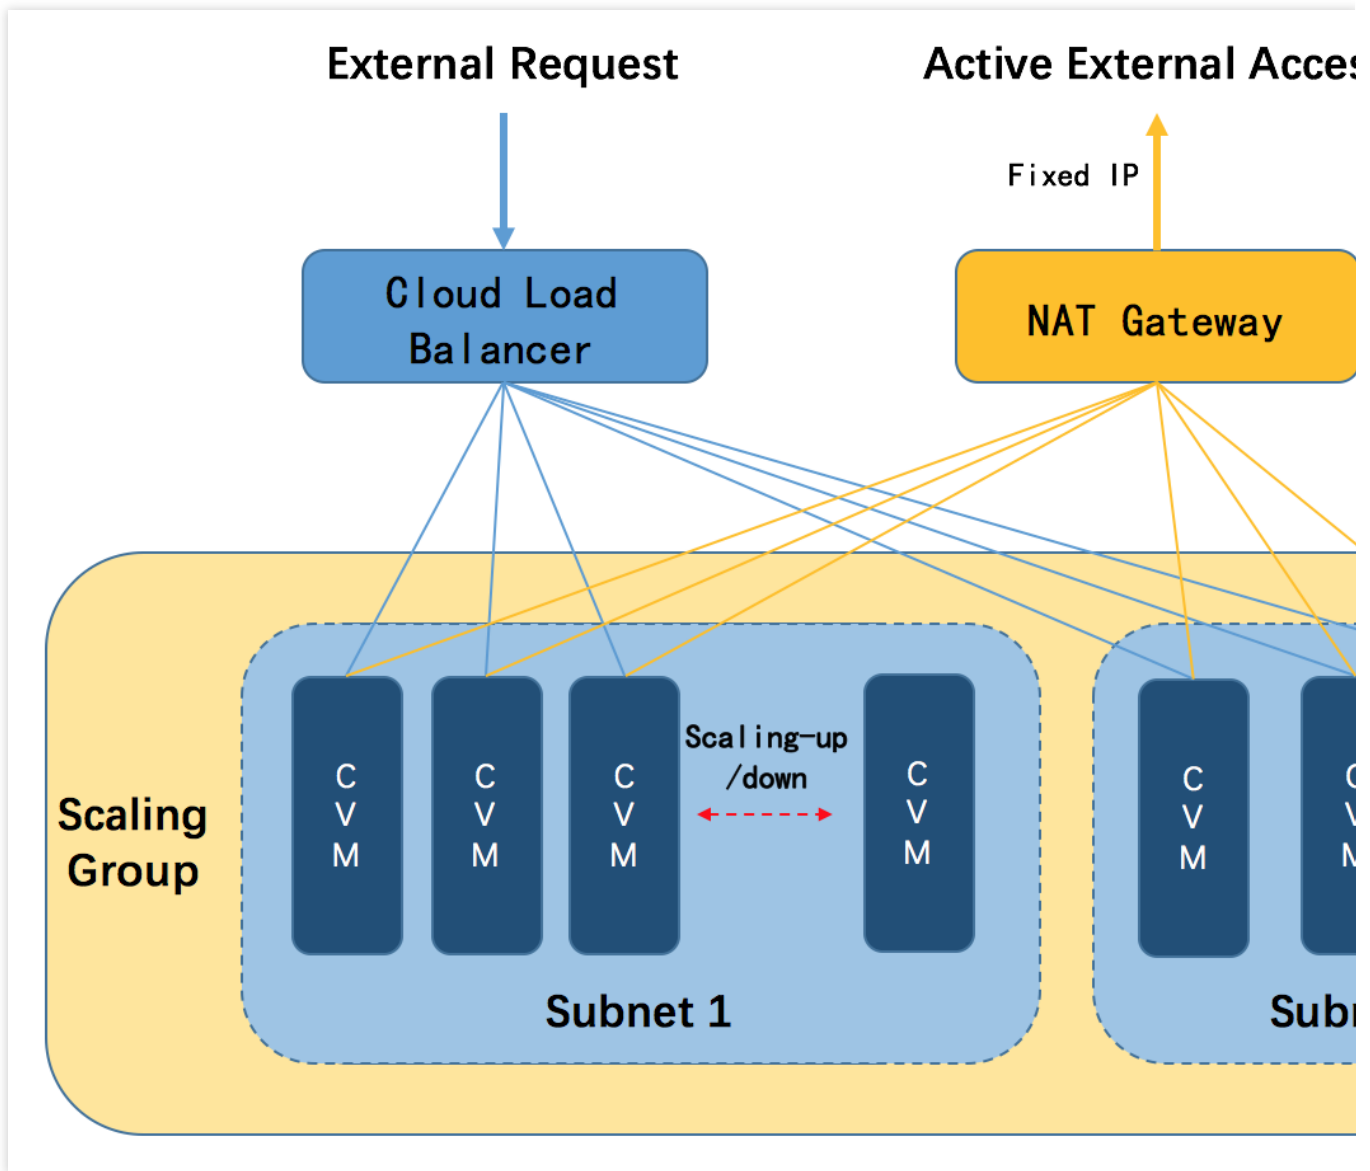 External Request
Active External Acces
Fixed IP
Cloud Load
Balancer
NAT Gateway
Scaling
Group
C
V
M
C
V
M
C
V
M
Scaling-up
/down
C
V
M
C
V
M
Subnet 1